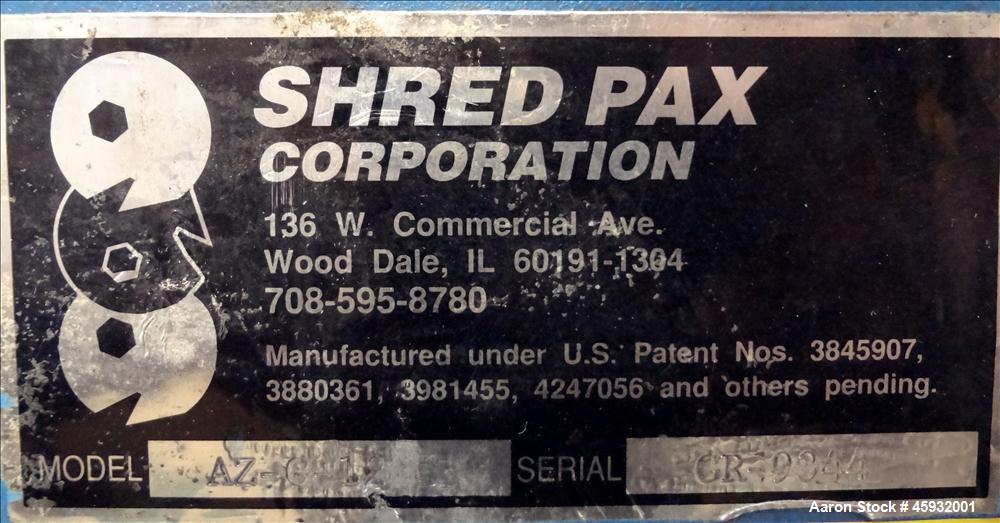 SHRED PAX
CORPORATION
136 W. Commercial Ave.
Wood Dale, IL 60191-1304
708-595-8780
Manufactured under U.S. Patent Nos. 3845907,
3880361, 3981455, 4247056 and others pending.
MODEL SERIAL
Aaron Stock # 45932001